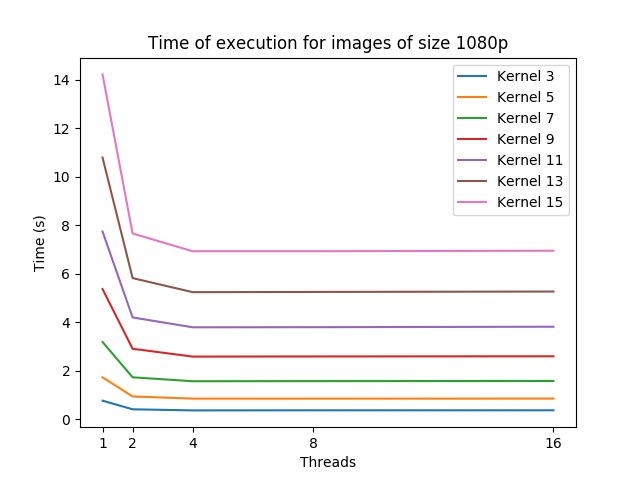 Time of execution for images of size 1080p
Kernel 3
Kernel 5
Kernel 7
Kernel 9
Kernel 11
Kernel 13
Kernel 15
Time (s)
14
12
10
8
6
4
2
0
1 2 4 8 16
Threads